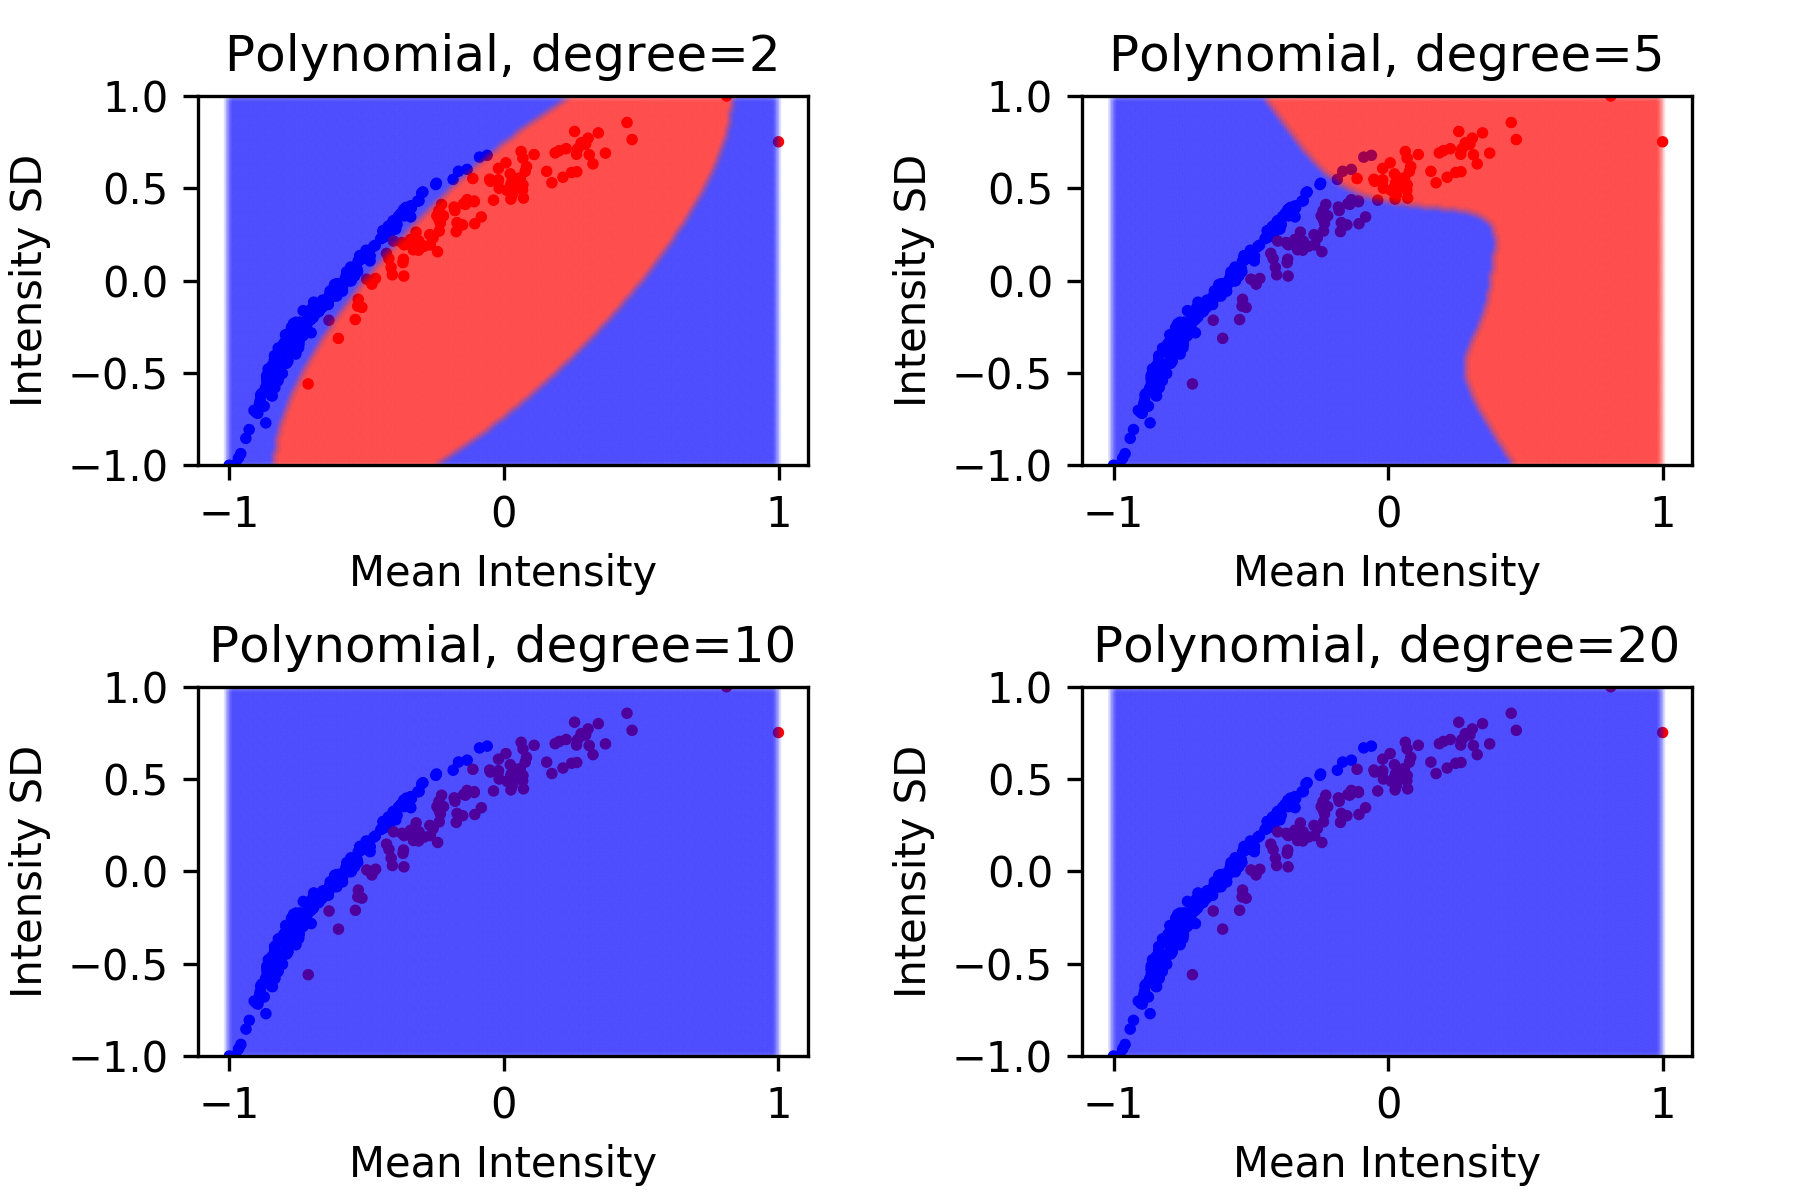 Polynomial, degree=2
1.0
0.5
0.0
−0.5
−1.0
Intensity SD
−1 0 1
Mean Intensity
Polynomial, degree=5
1.0
0.5
0.0
−0.5
−1.0
Intensity SD
−1 0 1
Mean Intensity
Polynomial, degree=10
1.0
0.5
0.0
−0.5
−1.0
Intensity SD
−1 0 1
Mean Intensity
Polynomial, degree=20
1.0
0.5
0.0
−0.5
−1.0
Intensity SD
−1 0 1
Mean Intensity